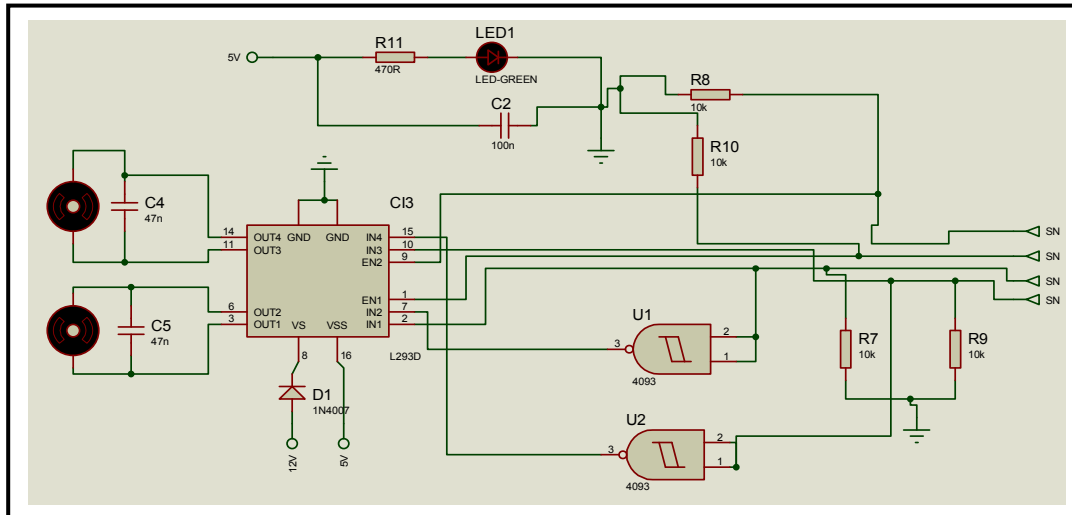 5V
R11
470R
LED1
LED-GREEN
C2
100n
R8
10k
R10
10k
C4
47n
C5
47n
CI3
14 OUT4 GND GND IN4 15
11 OUT3 IN3 10
EN2 9
EN1 1
6 OUT2 IN2 7
3 OUT1 VS VSS IN1 2
8 16
L293D
D1
1N4007
12V
5V
U1
3 2
1
4093
U2
3 2
1
4093
R7
10k
R9
10k
SN
SN
SN
SN